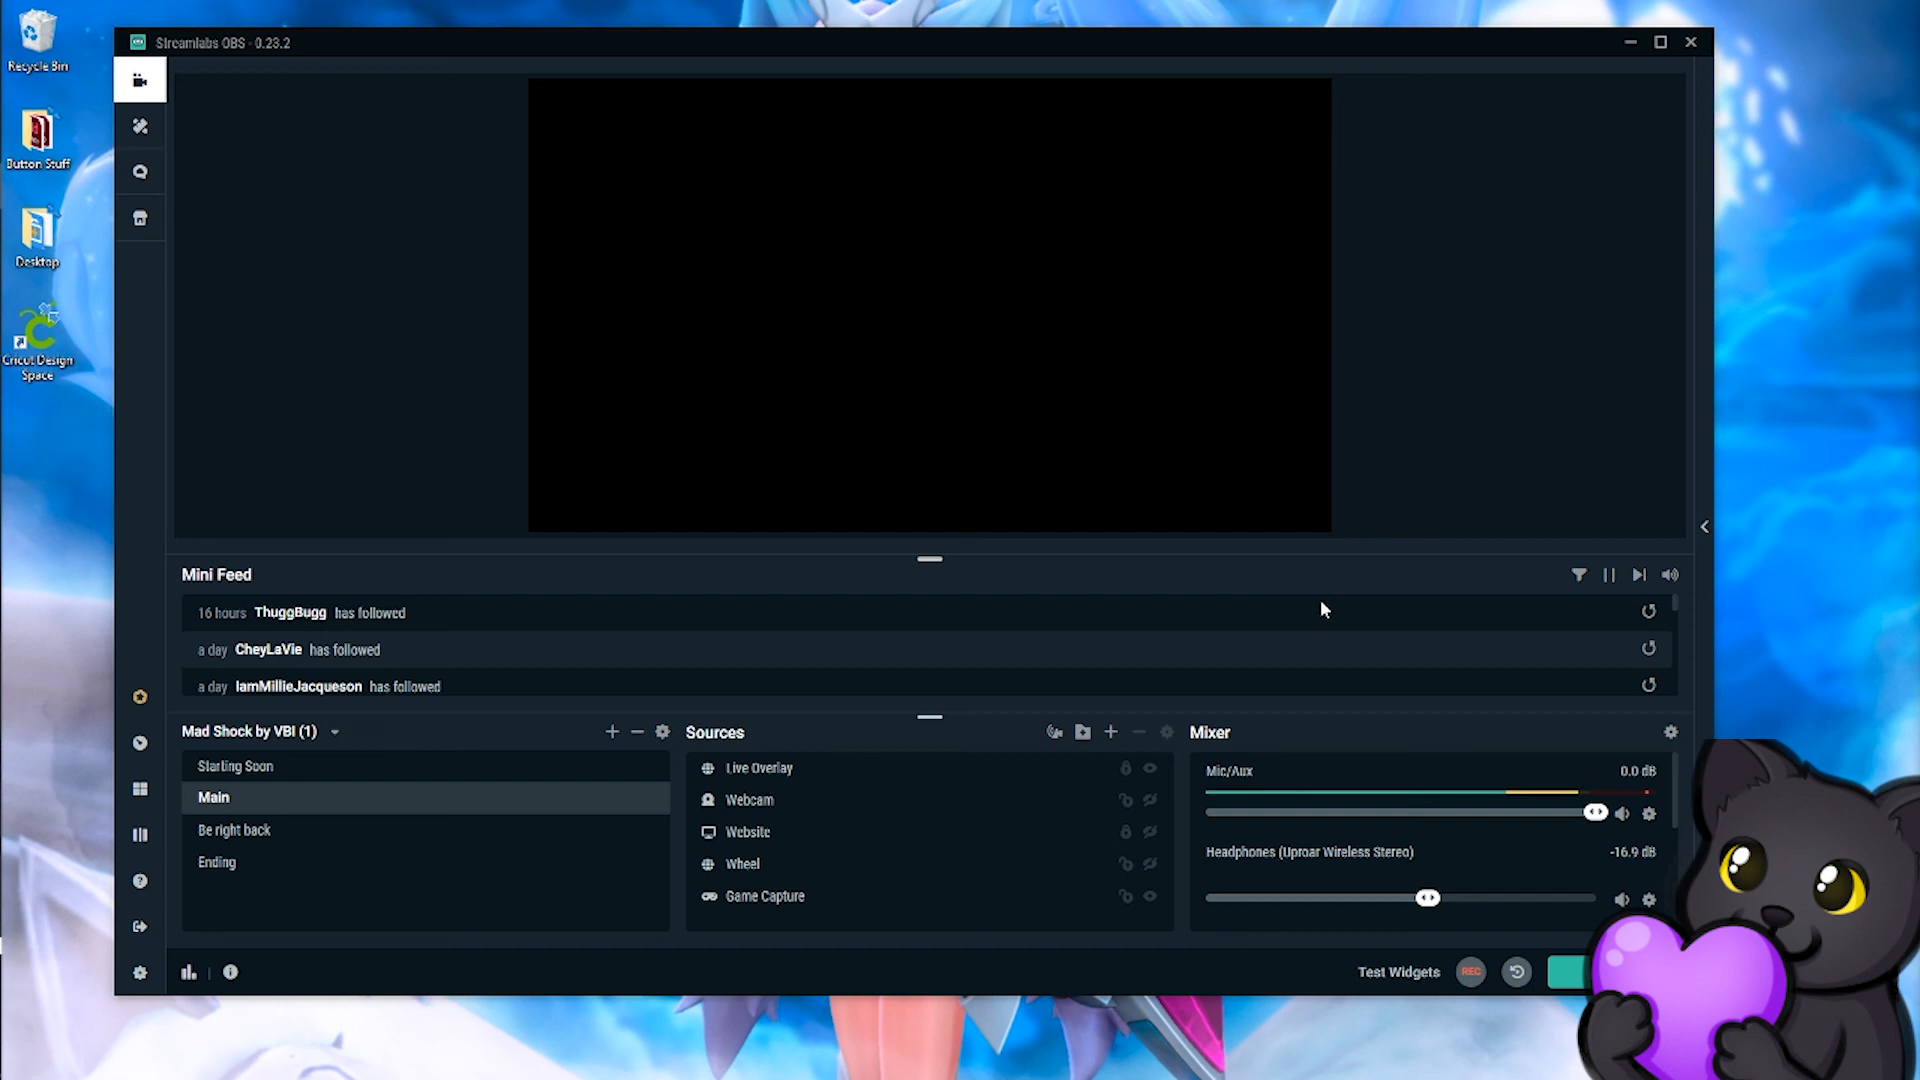 Recycle Bin
Button Stuff
Desktop
Cricut Design
Space
Streamlabs OBS - 0.23.2
Mini Feed
16 hours ThuggBugg has followed
a day CheyLaVie has followed
a day IamMillieJacqueson has followed
Mad Shock by VBI (1)
Starting Soon
Main
Be right back
Ending
Sources
Live Overlay
Webcam
Website
Wheel
Game Capture
Mixer
Mic/Aux 0.0 dB
Headphones (Uproar Wireless Stereo) -16.9 dB
Test Widgets REC